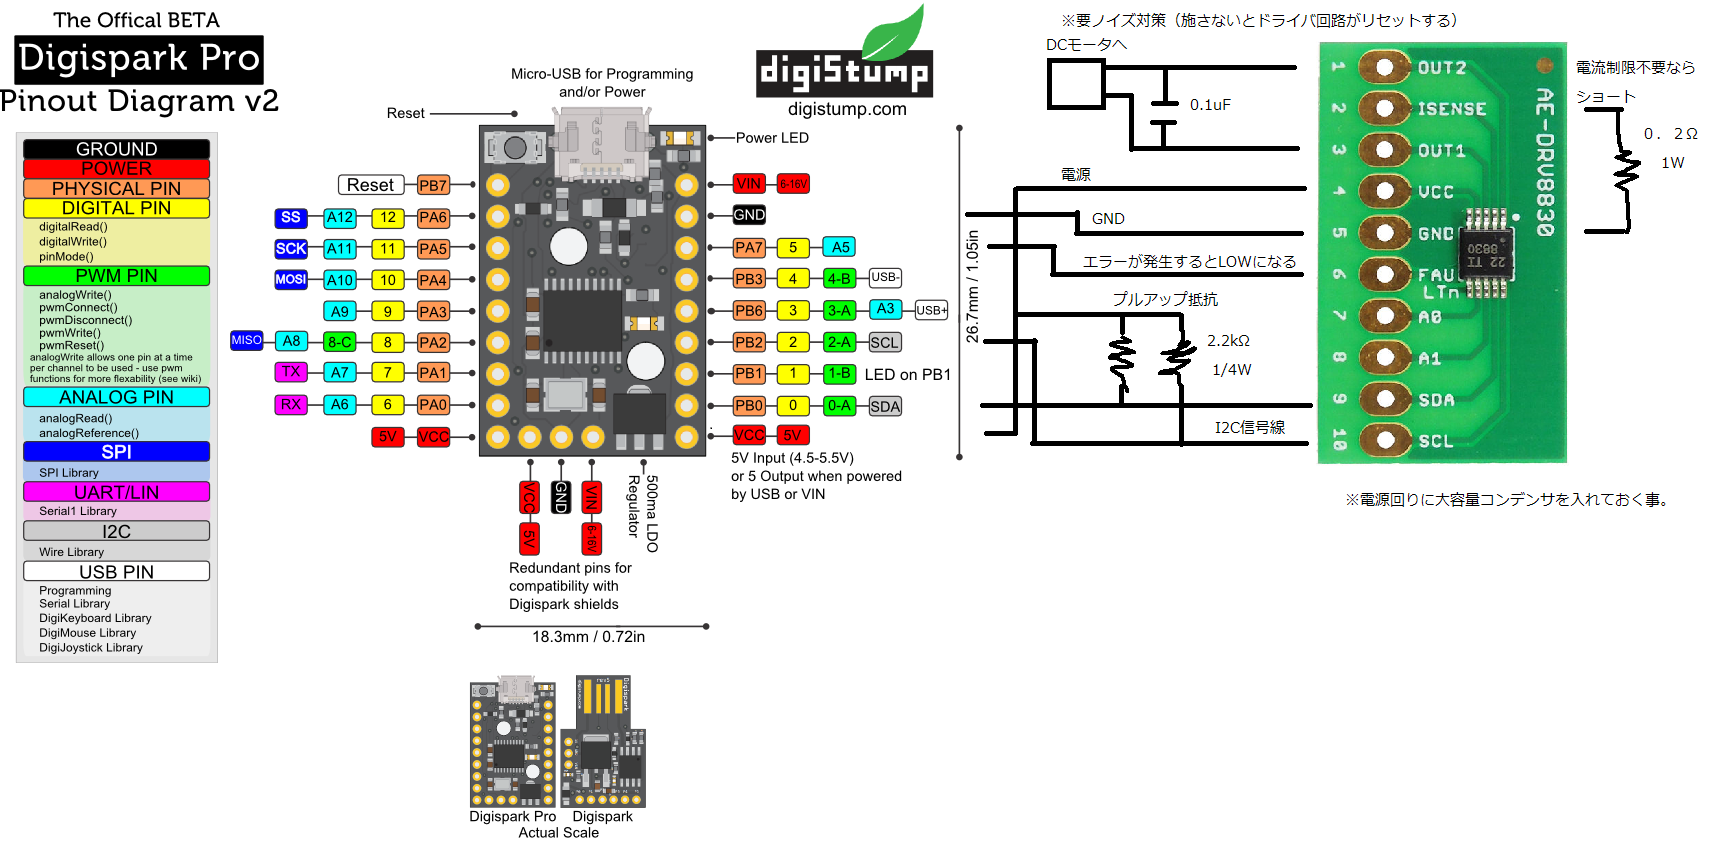 The Offical BETA
Digispark Pro
Pinout Diagram v2
GROUND
POWER
PHYSICAL PIN
DIGITAL PIN
digitalRead()
digitalWrite()
pinMode()
PWM PIN
analogWrite()
pwmConnect()
pwmDisconnect()
pwmWrite()
pwmReset()
analogWrite allows one pin at a time
per channel to be used - use pwm
functions for more flexability (see wiki)
ANALOG PIN
analogRead()
analogReference()
SPI
SPI Library
UART/LIN
Serial1 Library
I2C
Wire Library
USB PIN
Programming
Serial Library
DigiKeyboard Library
DigiMouse Library
DigiJoystick Library
Micro-USB for Programming
and/or Power
Reset
Power LED
digiStump
digistump.com
Reset PB7
SS A12 12 PA6
SCK A11 11 PA5
MOSI A10 10 PA4
A9 9 PA3
MISO A8 8-C 8 PA2
TX A7 7 PA1
RX A6 6 PA0
5V VCC
VIN 6-16V
GND
PA7 5 A5
PB3 4 4-B USB-
PB6 3 3-A A3 USB+
PB2 2 2-A SCL
PB1 1 1-B LED on PB1
PB0 0 0-A SDA
VCC 5V
5V Input (4.5-5.5V)
or 5 Output when powered
by USB or VIN
VCC 5V
GND
VIN 6-16V
500ma LDO
Regulator
Redundant pins for
compatibility with
Digispark shields
18.3mm / 0.72in
26.7mm / 1.05in
Digispark
Digispark Pro
Digispark
Actual Scale
※要ノイズ対策（施さないとドライバ回路がリセットする）
DCモータへ
0.1uF
電源
GND
エラーが発生するとLOWになる
プルアップ抵抗
2.2kΩ
1/4W
I2C信号線
1 OUT2
2 ISENSE
3 OUT1
4 VCC
5 GND
6 FAU
LTn
7 A0
8 A1
9 SDA
10 SCL
AE-DRV8830
22 TI
8830
電流制限不要なら
ショート
０．２Ω
1W
※電源回りに大容量コンデンサを入れておく事。